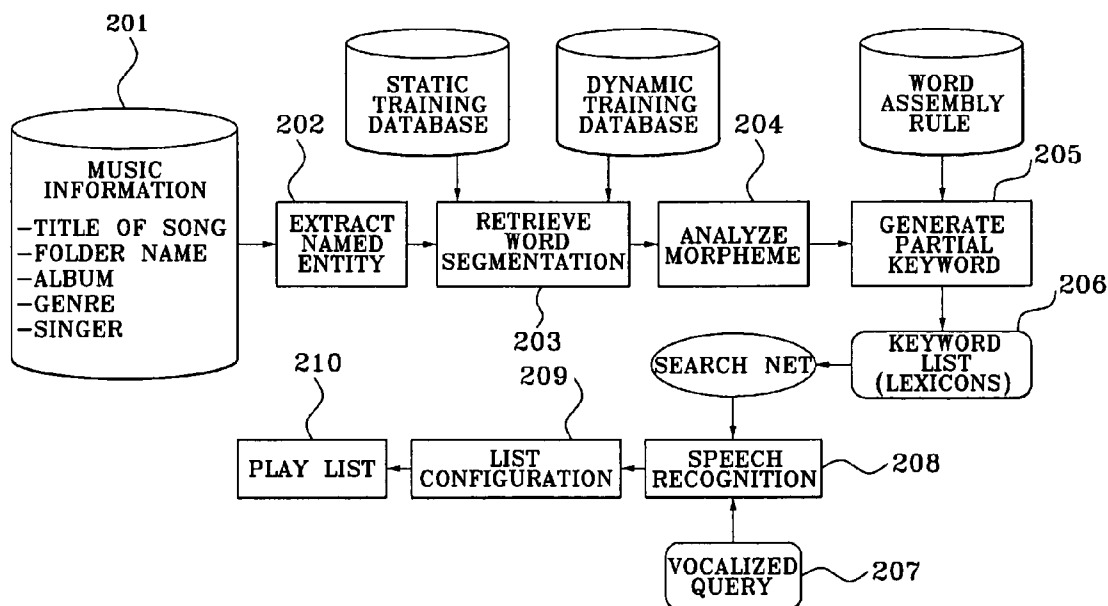 201
STATIC
TRAINING
DATABASE
DYNAMIC
TRAINING
DATABASE
WORD
ASSEMBLY
RULE
202
204
205
MUSIC
INFORMATION
-TITLE OF SONG
-FOLDER NAME
-ALBUM
-GENRE
-SINGER
EXTRACT
NAMED
ENTITY
RETRIEVE
WORD
SEGMENTATION
ANALYZE
MORPHEME
GENERATE
PARTIAL
KEYWORD
203
206
SEARCH NET
KEYWORD
LIST
(LEXICONS)
210
209
PLAY LIST
LIST
CONFIGURATION
SPEECH
RECOGNITION
208
VOCALIZED
QUERY
207